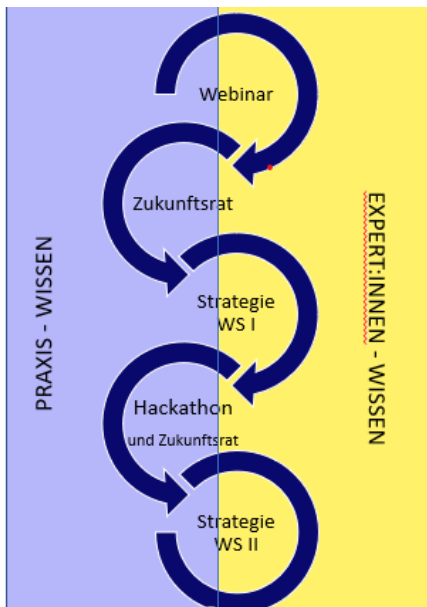 Webinar
Zukunftsrat
Strategie
WS I
Hackathon
und Zukunftsrat
Strategie
WS II
PRAXIS - WISSEN
EXPERT:INNEN - WISSEN